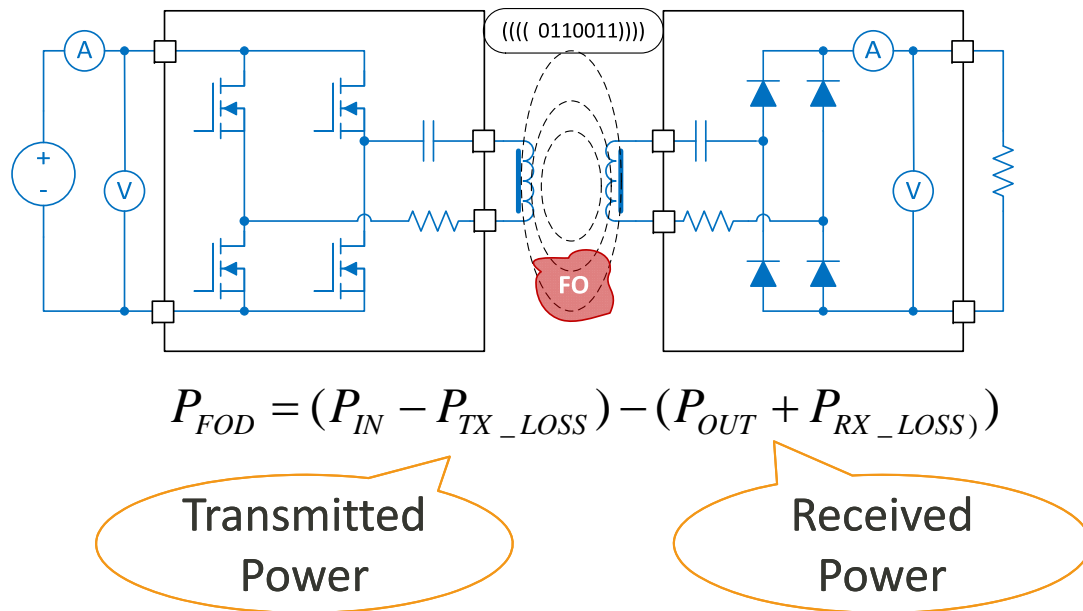 (((( 0110011))))
A
A
+
-
V
V
FO
P_FOD = (P_IN − P_TX_LOSS) − (P_OUT + P_RX_LOSS))
Transmitted
Power
Received
Power